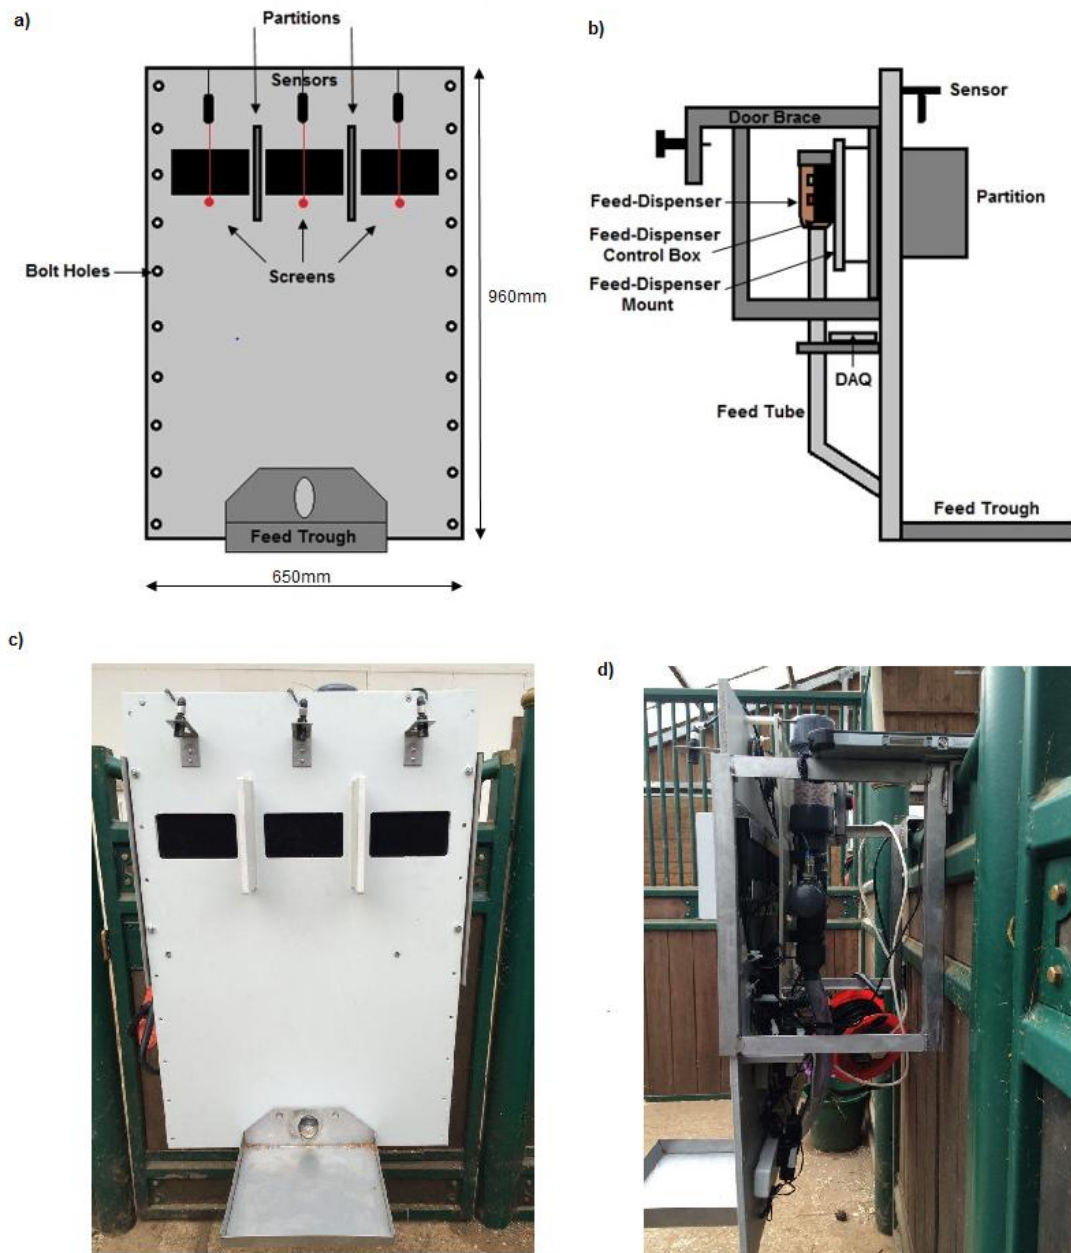 a)
Partitions
Sensors
Bolt Holes
Screens
960mm
Feed Trough
650mm
b)
Sensor
Door Brace
Feed-Dispenser
Partition
Feed-Dispenser
Control Box
Feed-Dispenser
Mount
DAQ
Feed Tube
Feed Trough
c)
d)